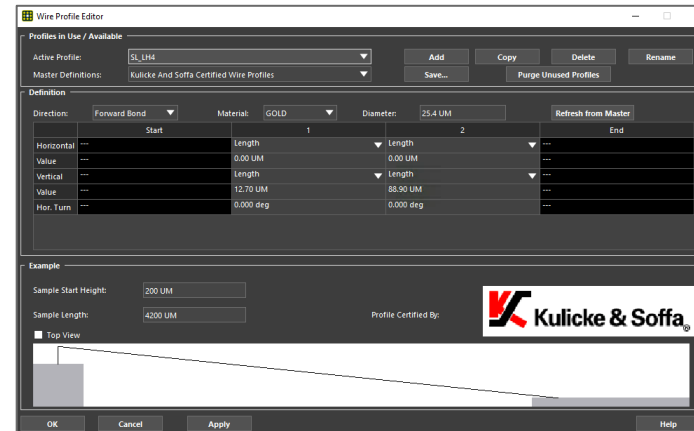 Wire Profile Editor
Profiles in Use / Available
Active Profile: SL_LH4 Add Copy Delete Rename
Master Definitions: Kulicke And Soffa Certified Wire Profiles Save... Purge Unused Profiles
Definition
Direction: Forward Bond Material: GOLD Diameter: 25.4 UM Refresh from Master
Start 1 2 End
Horizontal --- Length Length ---
Value --- 0.00 UM 0.00 UM ---
Vertical --- Length Length ---
Value --- 12.70 UM 88.90 UM ---
Hor. Turn --- 0.000 deg 0.000 deg ---
Example
Sample Start Height: 200 UM
Sample Length: 4200 UM Profile Certified By: Kulicke & Soffa®
Top View
OK Cancel Apply Help